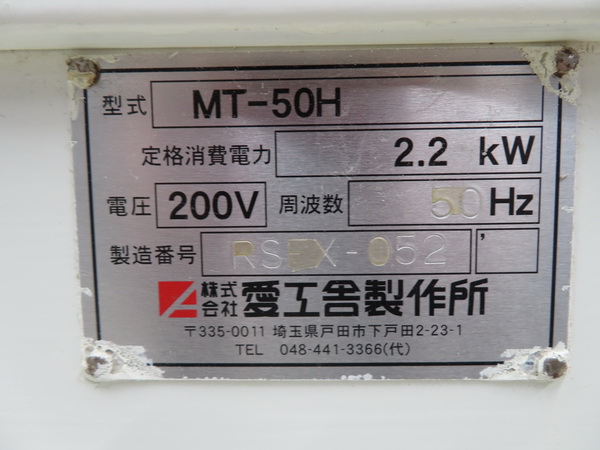 型式 MT-50H
定格消費電力 2.2 kW
電圧 200V 周波数 50 Hz
製造番号 RSEX-052
株式会社 愛工舎製作所
〒335-0011 埼玉県戸田市下戸田2-23-1
TEL 048-441-3366(代)